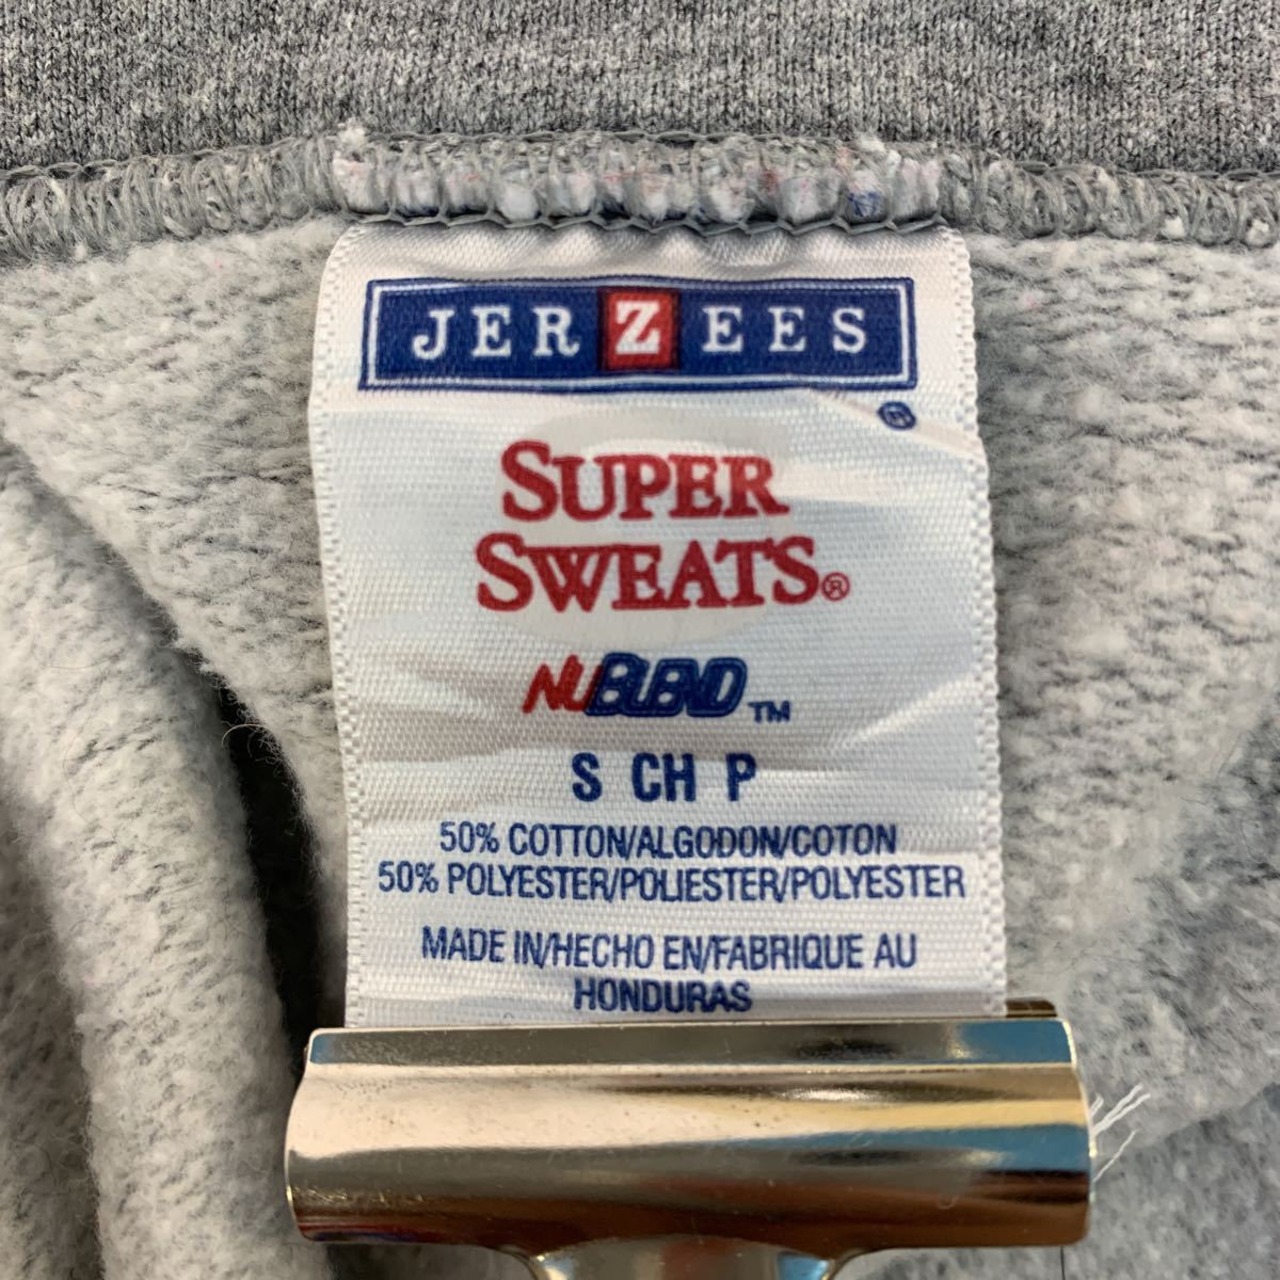 JERZEES
®
SUPER
SWEATS®
NUBLEND™
S CH P
50% COTTON/ALGODON/COTON
50% POLYESTER/POLIESTER/POLYESTER
MADE IN/HECHO EN/FABRIQUE AU
HONDURAS